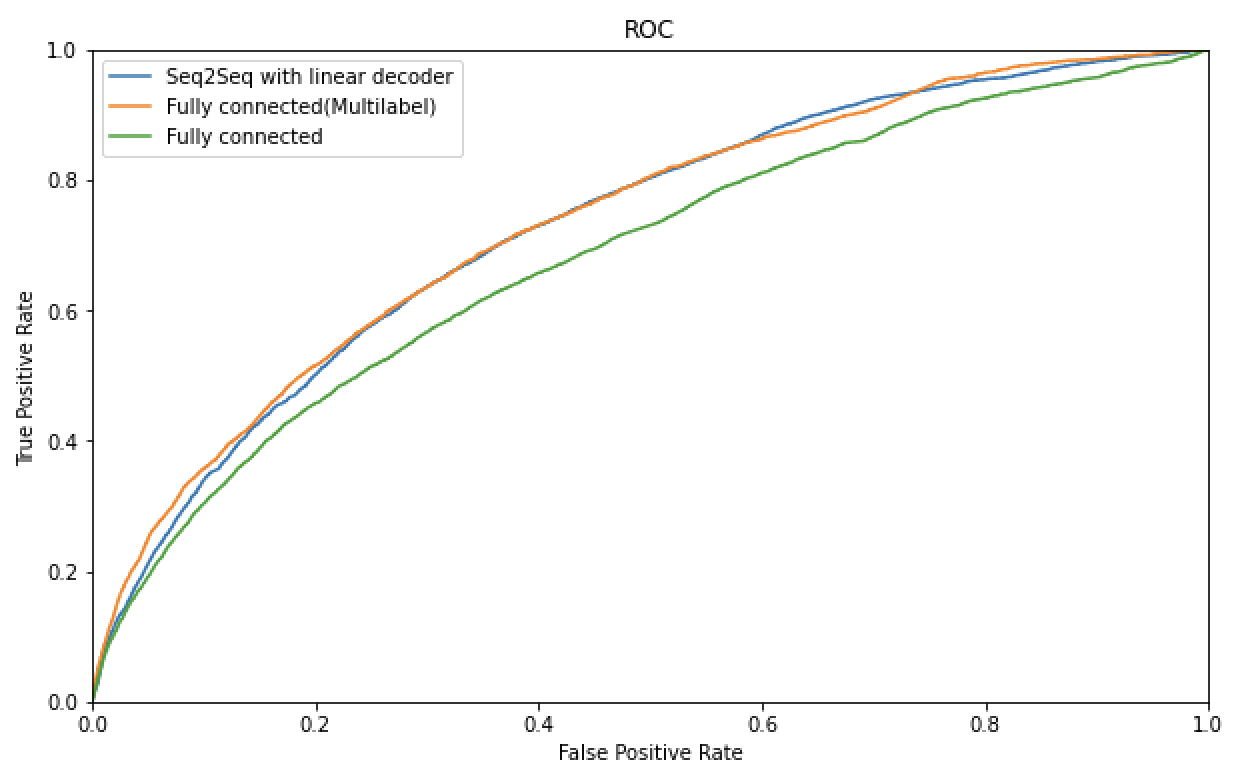 ROC
Seq2Seq with linear decoder
Fully connected(Multilabel)
Fully connected
True Positive Rate
1.0
0.8
0.6
0.4
0.2
0.0
0.0 0.2 0.4 0.6 0.8 1.0
False Positive Rate